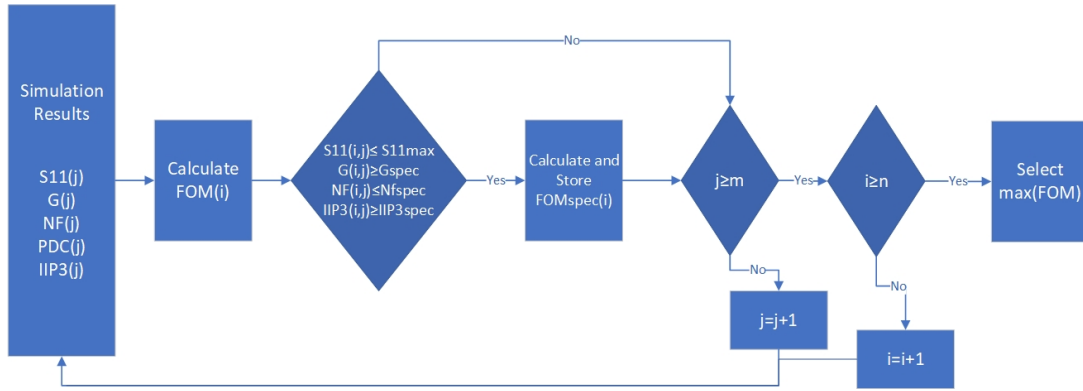 Simulation
Results
S11(j)
G(j)
NF(j)
PDC(j)
IIP3(j)
Calculate
FOM(i)
S11(i,j)≤ S11max
G(i,j)≥Gspec
NF(i,j)≤Nfspec
IIP3(i,j)≥IIP3spec
No
Yes
Calculate and
Store
FOMspec(i)
j≥m
Yes
No
j=j+1
i≥n
Yes
No
i=i+1
Select
max(FOM)